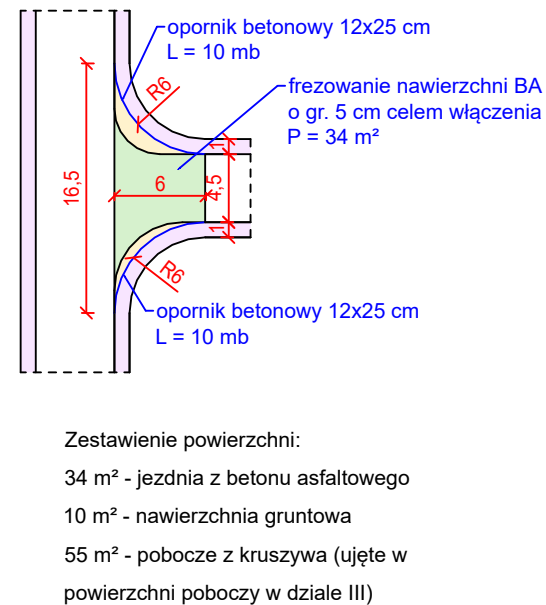 opornik betonowy 12x25 cm
L = 10 mb
R6
frezowanie nawierzchni BA
o gr. 5 cm celem włączenia
P = 34 m²
1
16,5
6
4,5
1
R6
opornik betonowy 12x25 cm
L = 10 mb
Zestawienie powierzchni:
34 m² - jezdnia z betonu asfaltowego
10 m² - nawierzchnia gruntowa
55 m² - pobocze z kruszywa (ujęte w
powierzchni poboczy w dziale III)